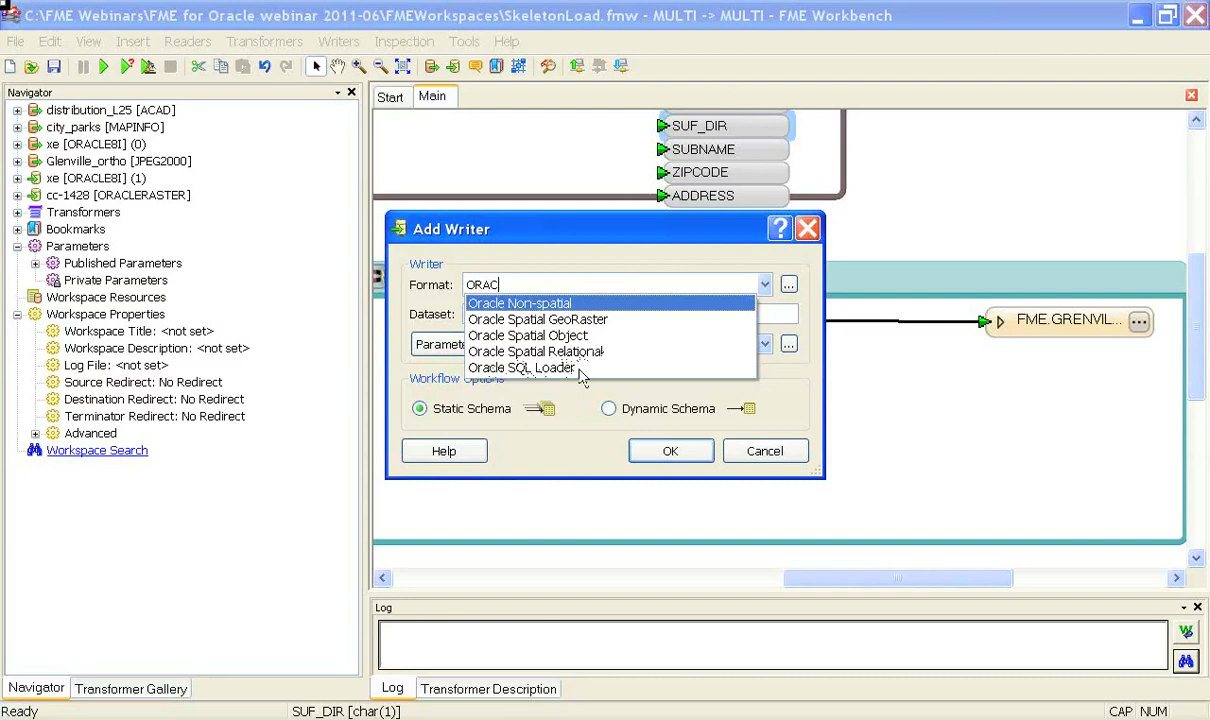 C:\FME Webinars\FME for Oracle webinar 2011-06\FMEWorkspaces\SkeletonLoad.fmw - MULTI -> MULTI - FME Workbench
File Edit View Insert Readers Transformers Writers Inspection Tools Help
Navigator
distribution_L25 [ACAD]
city_parks [MAPINFO]
xe [ORACLE8I] (0)
Glenville_ortho [JPEG2000]
xe [ORACLE8I] (1)
cc-1428 [ORACLERASTER]
Transformers
Bookmarks
Parameters
Published Parameters
Private Parameters
Workspace Resources
Workspace Properties
Workspace Title: <not set>
Workspace Description: <not set>
Log File: <not set>
Source Redirect: No Redirect
Destination Redirect: No Redirect
Terminator Redirect: No Redirect
Advanced
Workspace Search
Navigator Transformer Gallery
Start Main
SUF_DIR
SUBNAME
ZIPCODE
ADDRESS
FME.GRENVIL...
Add Writer
Writer
Format: ORAC
Oracle Non-spatial
Oracle Spatial GeoRaster
Oracle Spatial Object
Oracle Spatial Relational
Oracle SQL Loader
Dataset:
Parameter
Workflow Options
Static Schema Dynamic Schema
Help OK Cancel
Log
Log Transformer Description
Ready SUF_DIR [char(1)] CAP NUM